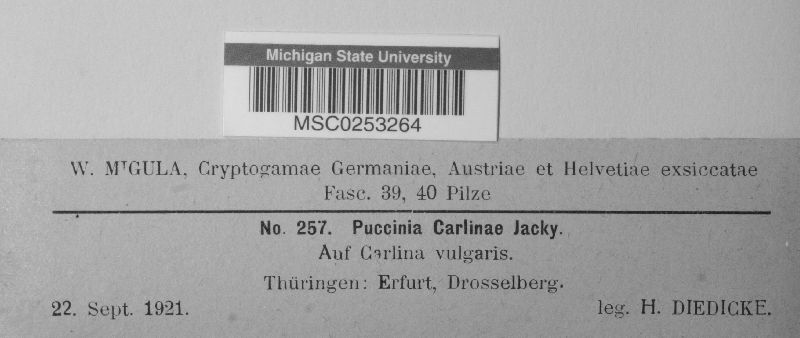 Michigan State University
MSC0253264
W. MIGULA, Cryptogamae Germaniae, Austriae et Helvetiae exsiccatae
Fasc. 39, 40 Pilze
No. 257. Puccinia Carlinae Jacky.
Auf Carlina vulgaris.
Thüringen: Erfurt, Drosselberg.
22. Sept. 1921. leg. H. DIEDICKE.